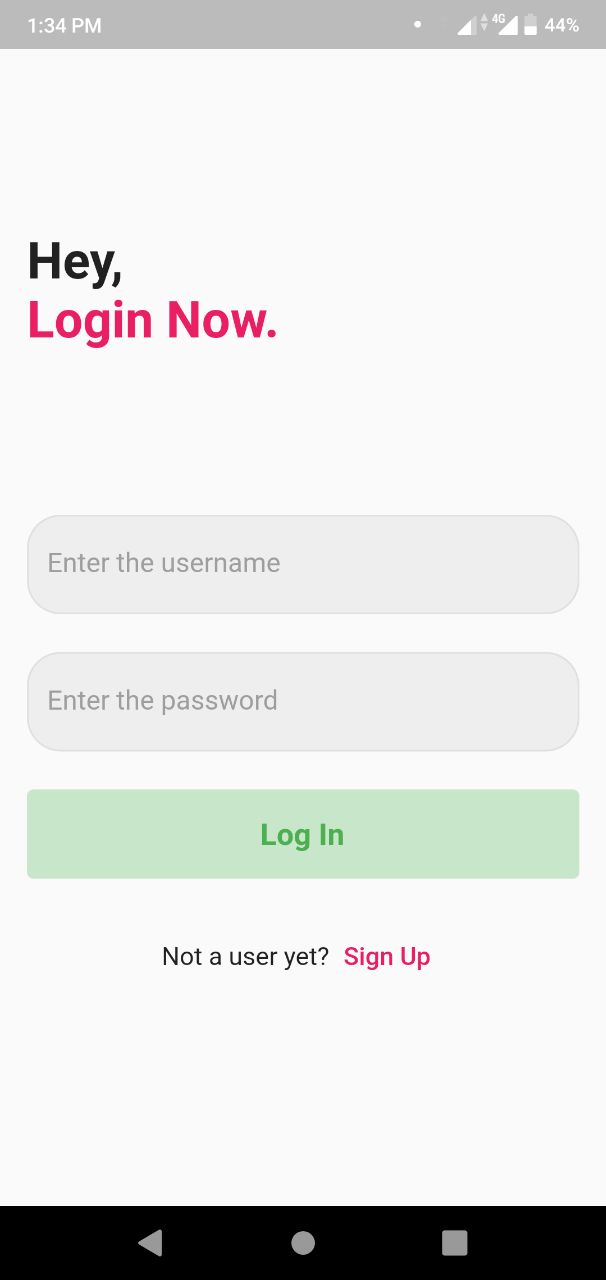 1:34 PM 4G 44%
Hey,
Login Now.
Enter the username
Enter the password
Log In
Not a user yet? Sign Up